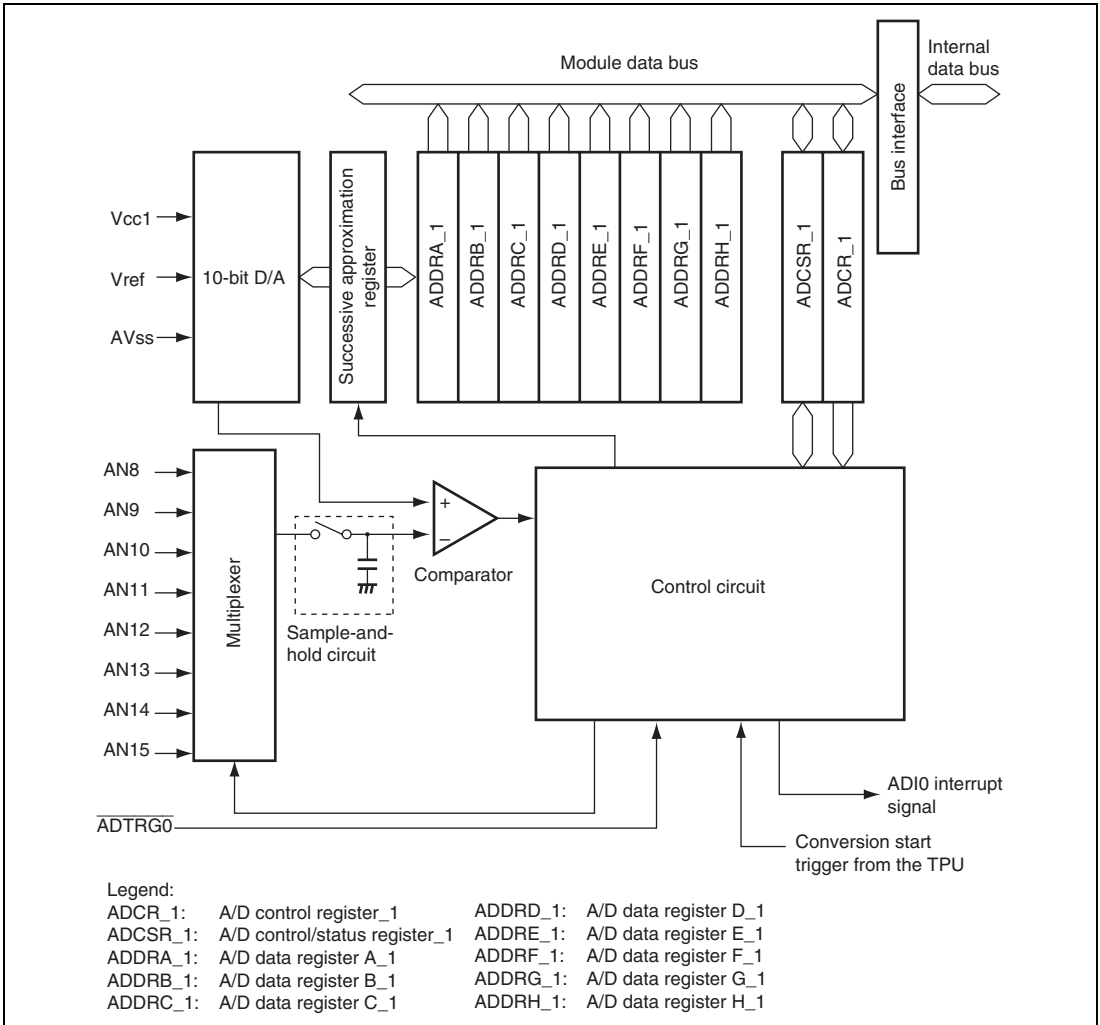 Module data bus
Internal
data bus
Bus interface
Vcc1
Vref
AVss
10-bit D/A
Successive approximation
register
ADDRA_1
ADDRB_1
ADDRC_1
ADDRD_1
ADDRE_1
ADDRF_1
ADDRG_1
ADDRH_1
ADCSR_1
ADCR_1
AN8
AN9
AN10
AN11
AN12
AN13
AN14
AN15
Multiplexer
+
–
Comparator
Sample-and-
hold circuit
Control circuit
ADTRG0
ADI0 interrupt
signal
Conversion start
trigger from the TPU
Legend:
ADCR_1: A/D control register_1
ADCSR_1: A/D control/status register_1
ADDRA_1: A/D data register A_1
ADDRB_1: A/D data register B_1
ADDRC_1: A/D data register C_1
ADDRD_1: A/D data register D_1
ADDRE_1: A/D data register E_1
ADDRF_1: A/D data register F_1
ADDRG_1: A/D data register G_1
ADDRH_1: A/D data register H_1